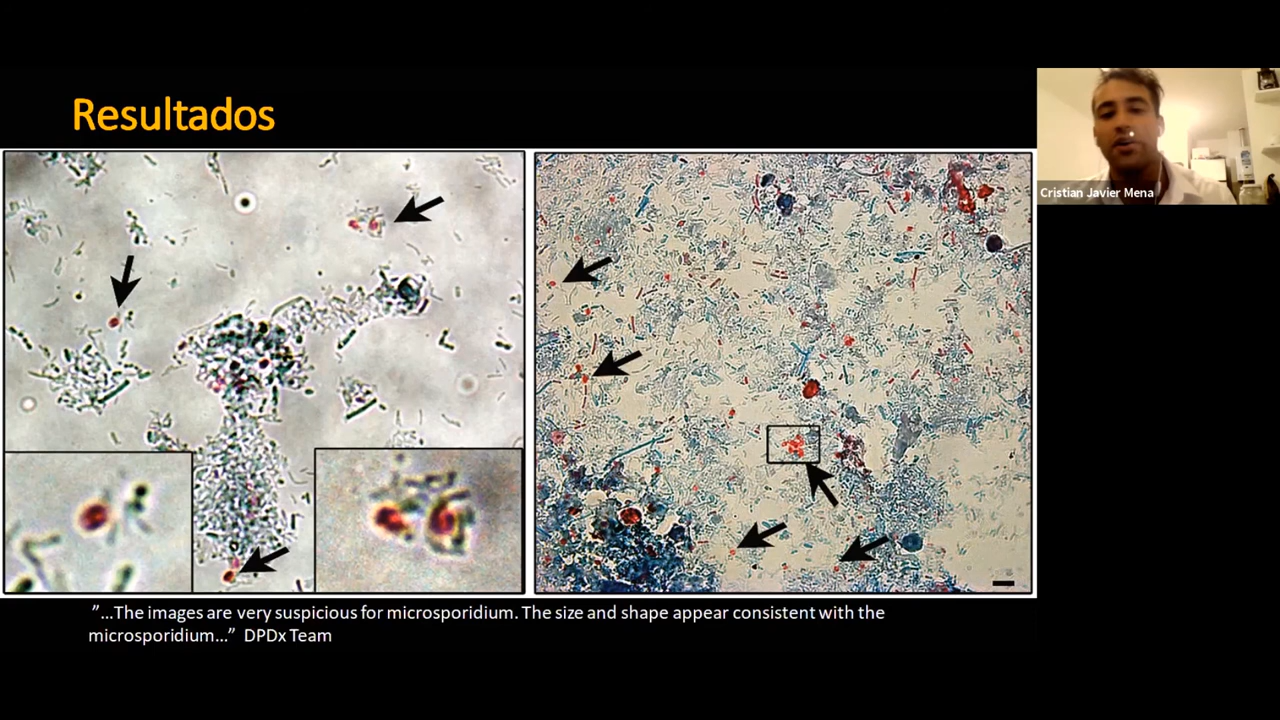 Resultados
Cristian Javier Mena
”...The images are very suspicious for microsporidium. The size and shape appear consistent with the
microsporidium...” DPDx Team